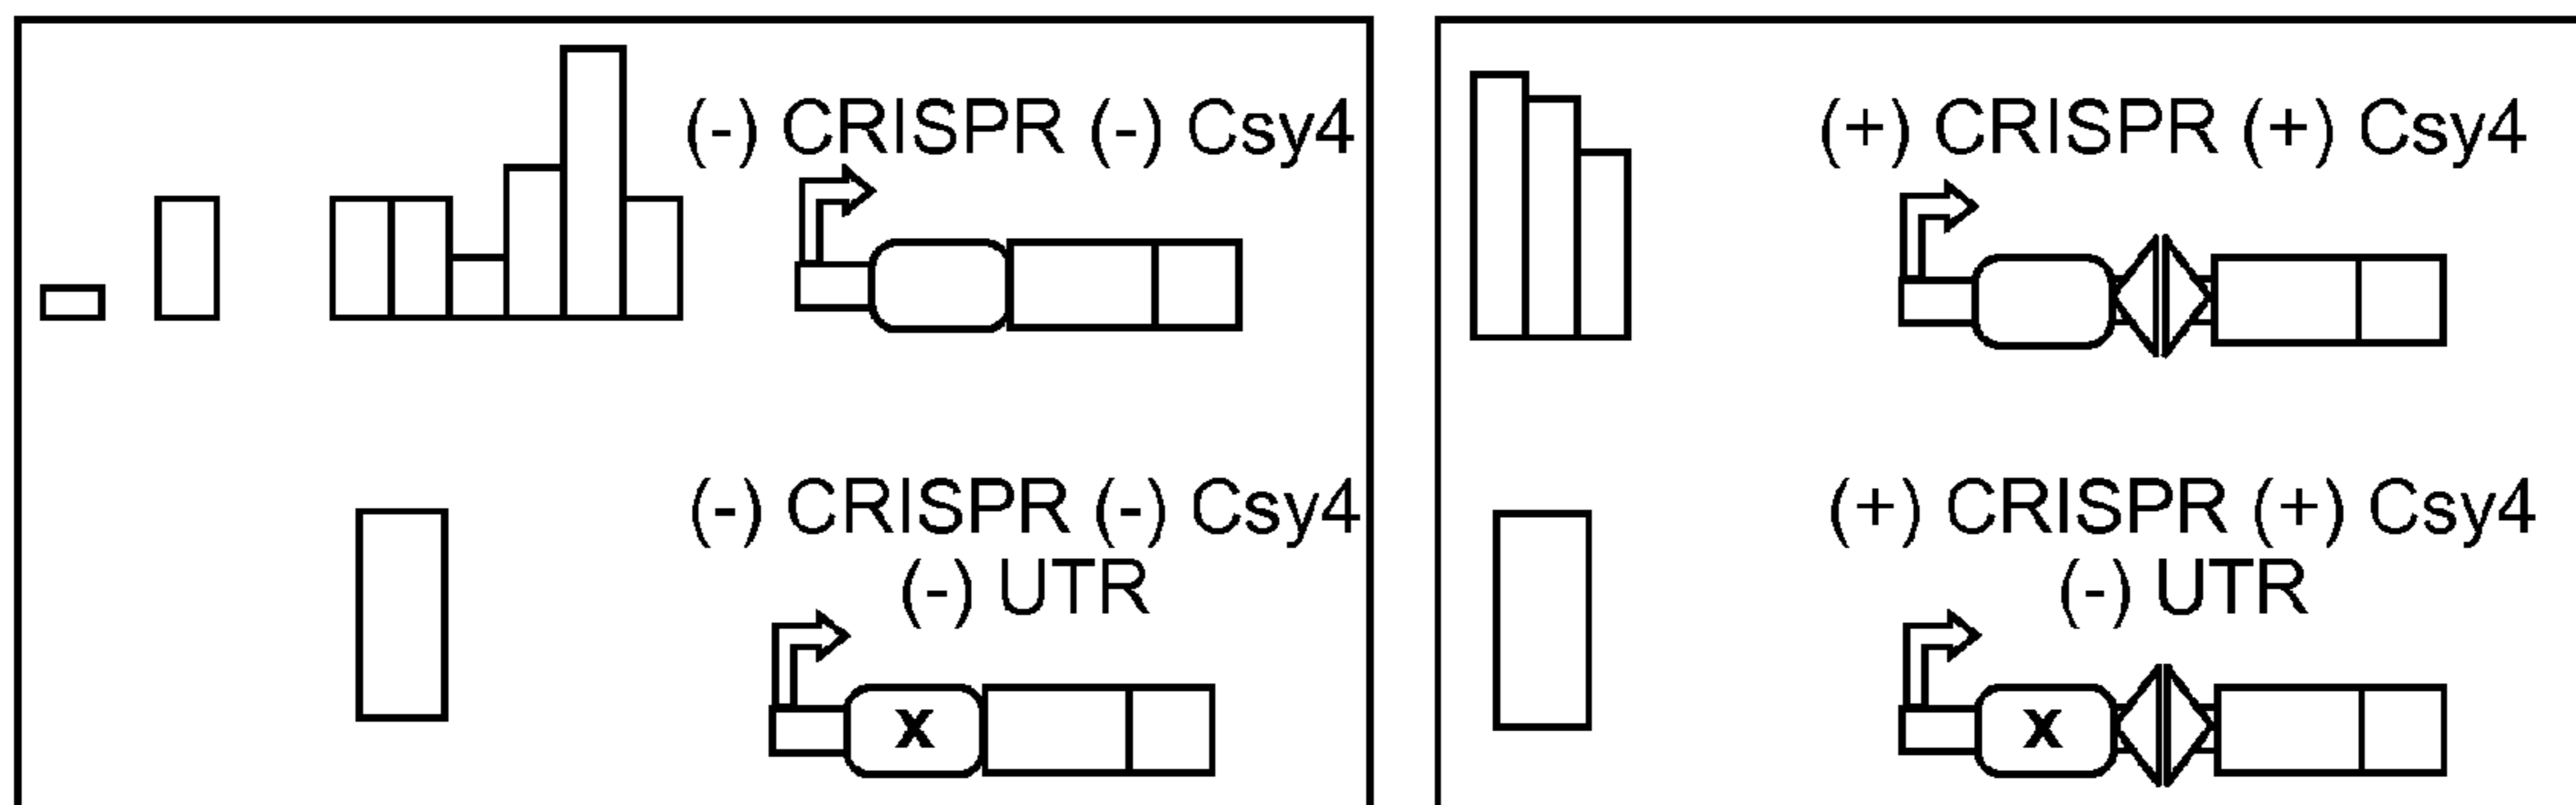 (-) CRISPR (-) Csy4
(+) CRISPR (+) Csy4
(-) CRISPR (-) Csy4
(-) UTR
x
(+) CRISPR (+) Csy4
(-) UTR
x